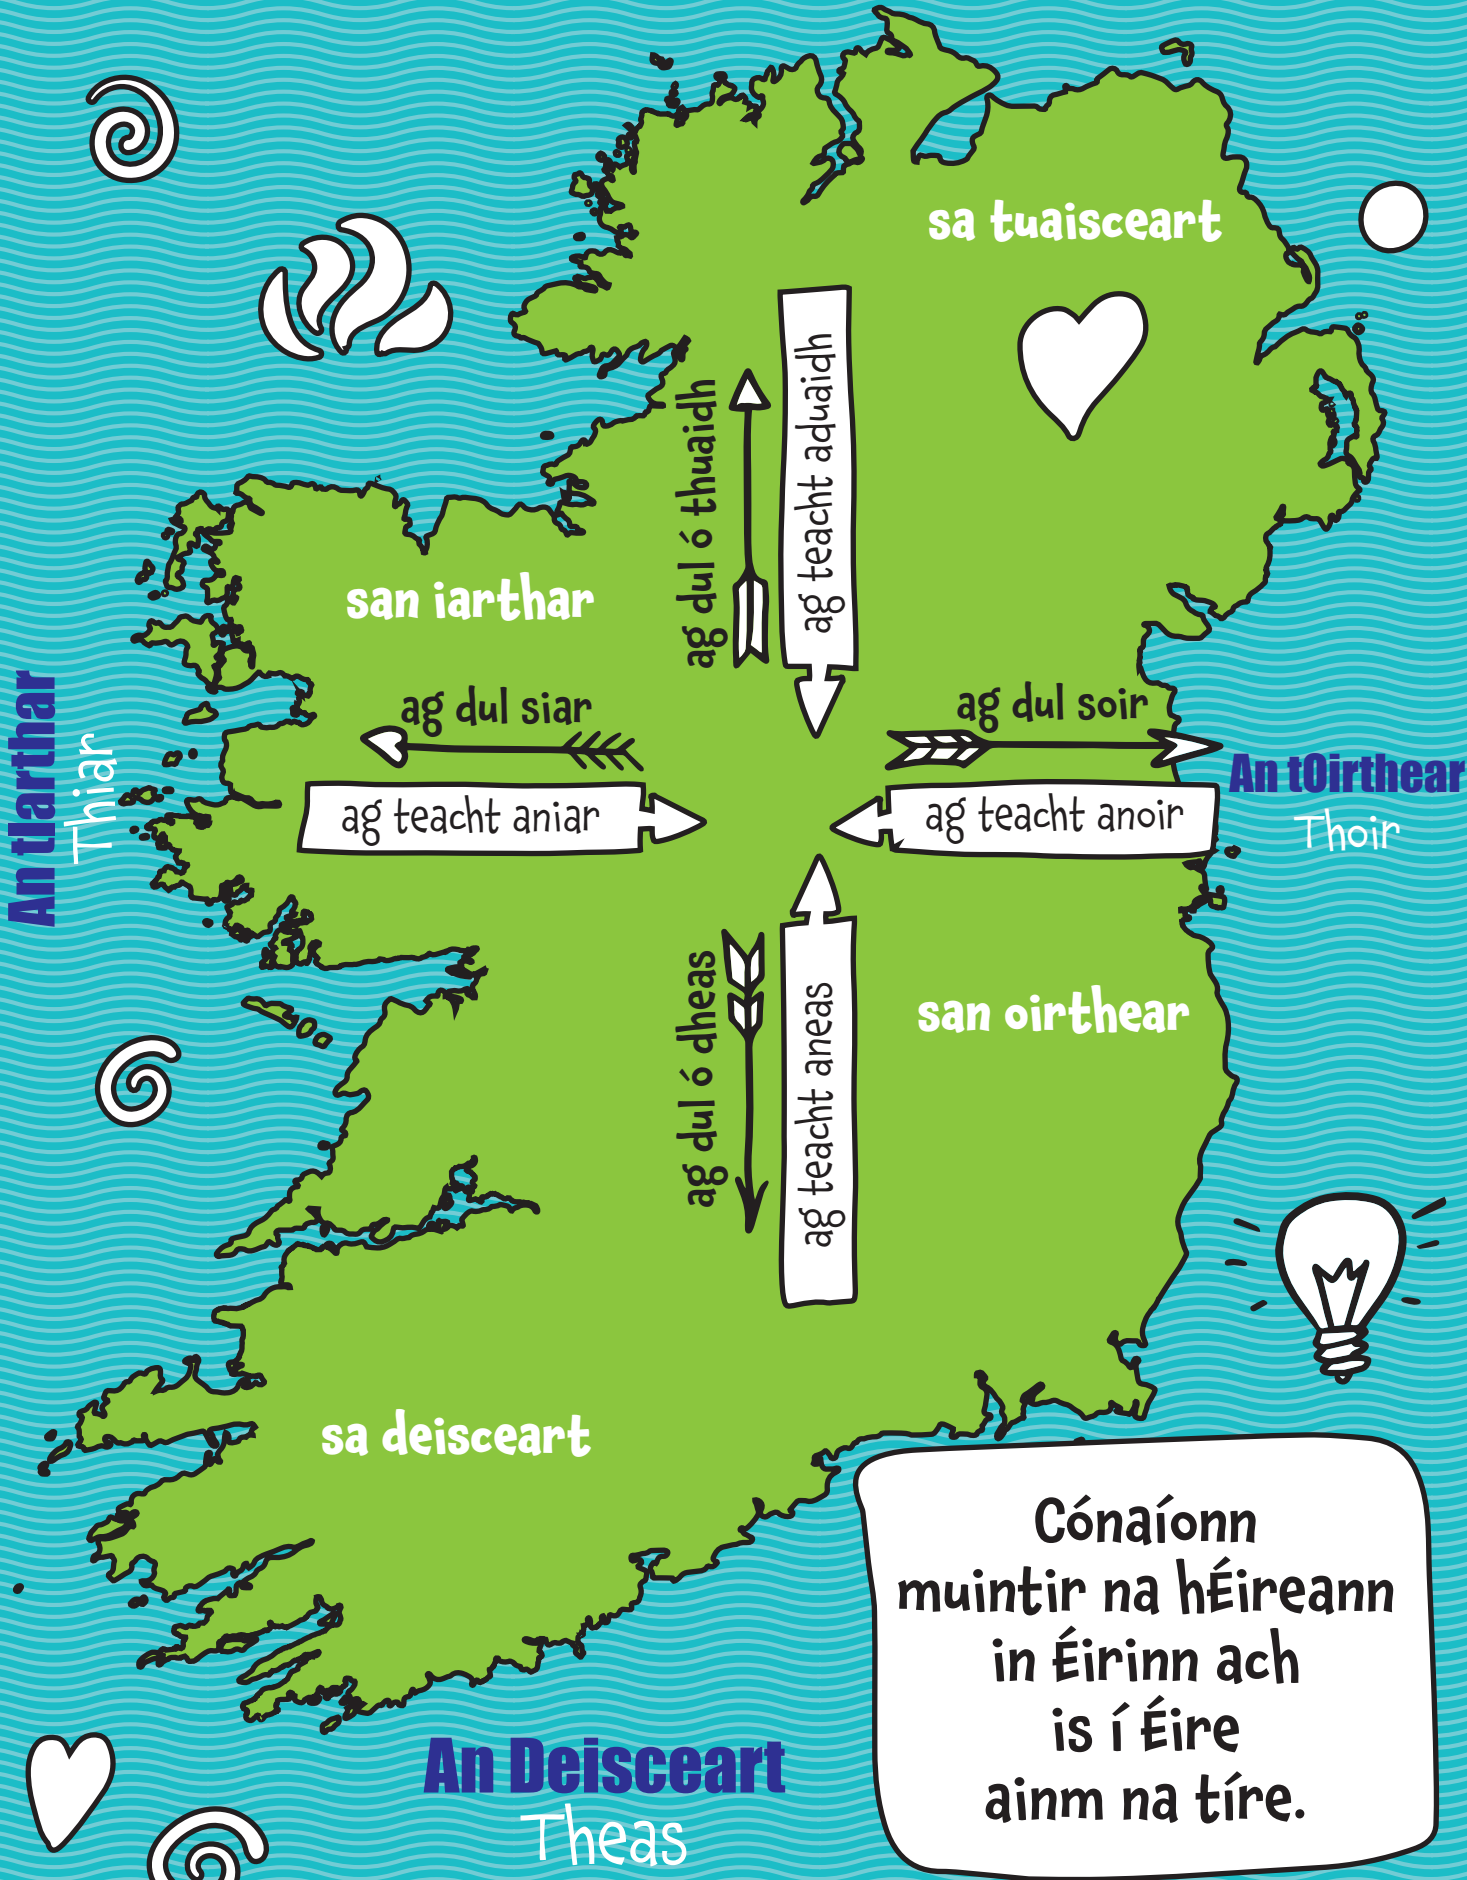 sa tuaisceart
ag dul ó thuaidh
ag teacht aduaidh
san iarthar
An tIarthar
Thiar
ag dul siar
ag teacht aniar
ag dul soir
ag teacht anoir
An tOirthear
Thoir
ag dul ó dheas
ag teacht aneas
san oirthear
sa deisceart
An Deisceart
Theas
Cónaíonn
muintir na hÉireann
in Éirinn ach
is í Éire
ainm na tíre.